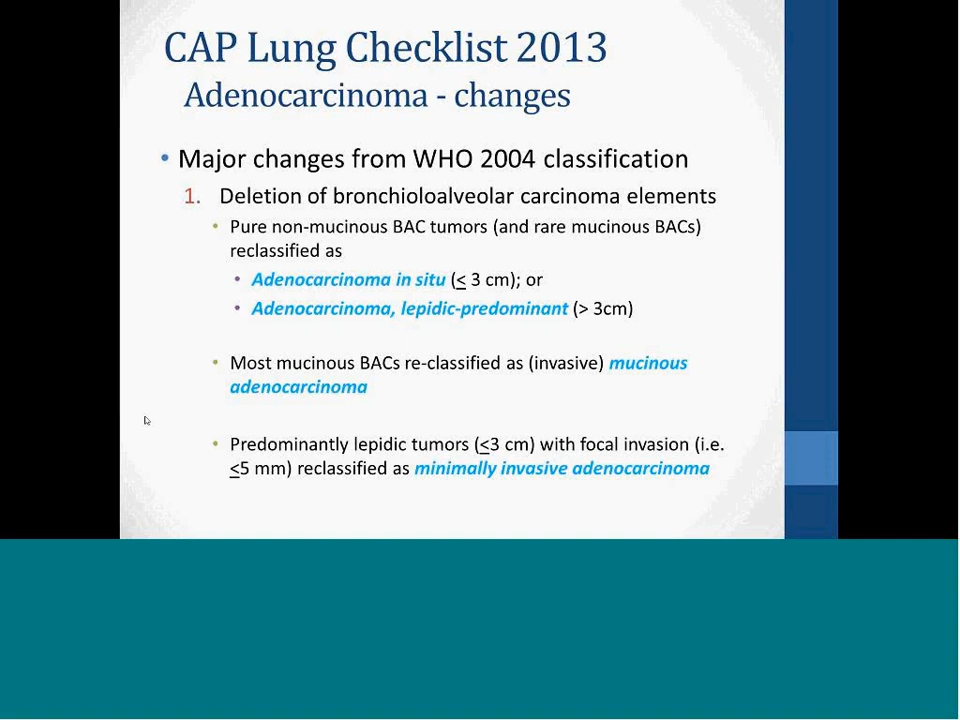 CAP Lung Checklist 2013
Adenocarcinoma - changes
• Major changes from WHO 2004 classification
1. Deletion of bronchioloalveolar carcinoma elements
• Pure non-mucinous BAC tumors (and rare mucinous BACs)
reclassified as
• Adenocarcinoma in situ (≤ 3 cm); or
• Adenocarcinoma, lepidic-predominant (> 3cm)
• Most mucinous BACs re-classified as (invasive) mucinous
adenocarcinoma
• Predominantly lepidic tumors (≤3 cm) with focal invasion (i.e.
≤5 mm) reclassified as minimally invasive adenocarcinoma